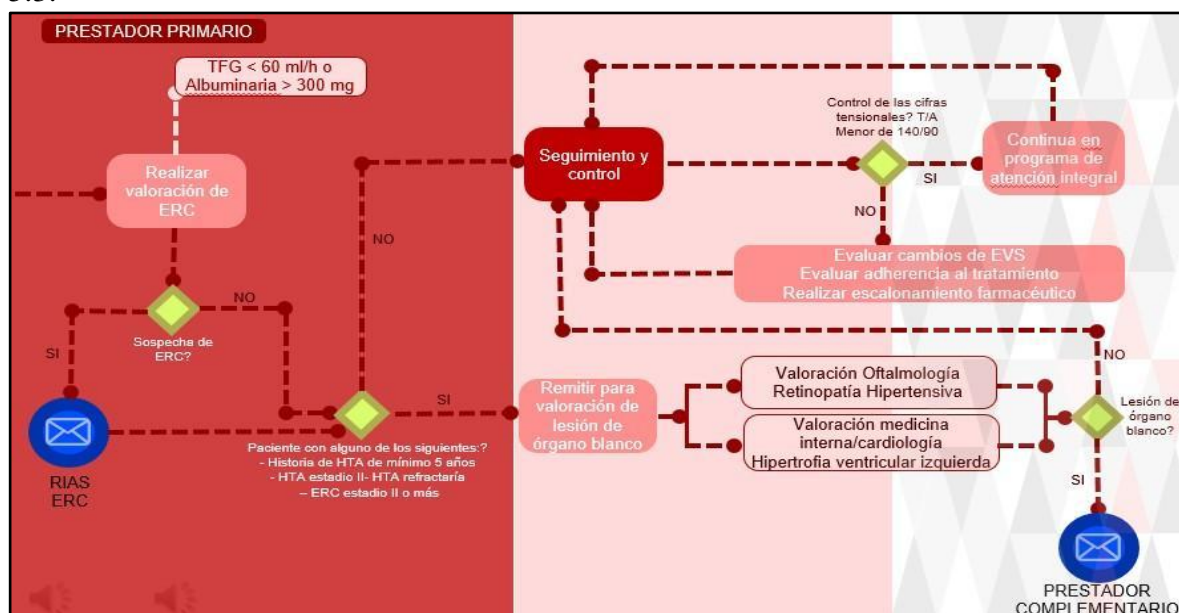 PRESTADOR PRIMARIO
TFG < 60 ml/h o
Albuminaria > 300 mg
Realizar
valoración de
ERC
NO
SI
Sospecha de
ERC?
RIAS
ERC
NO
SI
Paciente con alguno de los siguientes:?
- Historia de HTA de mínimo 5 años
- HTA estadio II- HTA refractaría
– ERC estadio II o más
Seguimiento y
control
Control de las cifras
tensionales? T/A
Menor de 140/90
SI
NO
Continua en
programa de
atención integral
Evaluar cambios de EVS
Evaluar adherencia al tratamiento
Realizar escalonamiento farmacéutico
Remitir para
valoración de
lesión de
órgano blanco
Valoración Oftalmología
Retinopatía Hipertensiva
Valoración medicina
interna/cardiología
Hipertrofia ventricular izquierda
NO
Lesión de
órgano
blanco?
SI
PRESTADOR
COMPLEMENTARIO